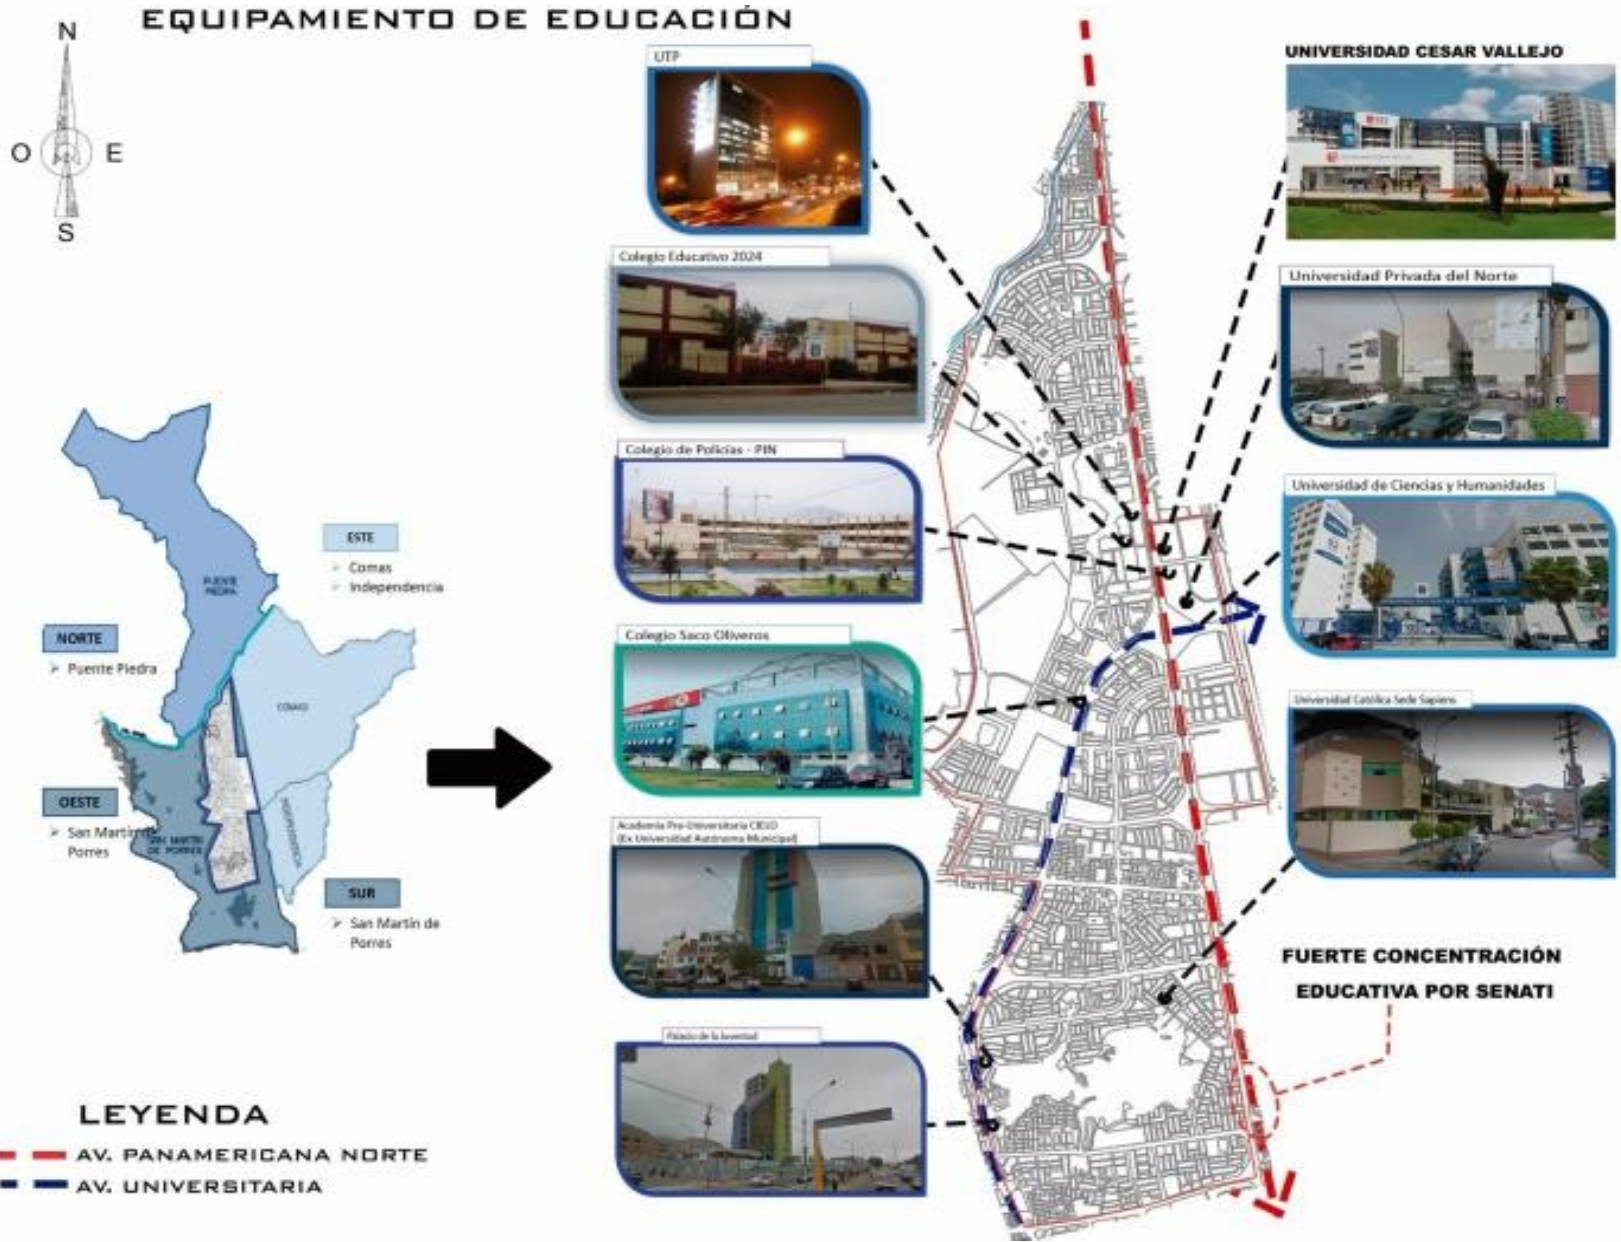 EQUIPAMIENTO DE EDUCACIÓN
N
O
E
S
UTP
UNIVERSIDAD CESAR VALLEJO
Colegio Educativo 2024
Universidad Privada del Norte
Colegio de Policías - PIN
Universidad de Ciencias y Humanidades
Colegio Saco Oliveros
Universidad Católica Sede Sapiens
Academia Pre-Universitaria CIELO
(Ex Universidad Autónoma Municipal)
Palacio de la Juventud
FUERTE CONCENTRACIÓN
EDUCATIVA POR SENATI
PUENTE
PIEDRA
ESTE
Comas
Independencia
NORTE
Puente Piedra
COMAS
OESTE
San Martín de
Porres
SAN MARTÍN
DE PORRES
INDEPENDENCIA
SUR
San Martín de
Porres
LEYENDA
AV. PANAMERICANA NORTE
AV. UNIVERSITARIA